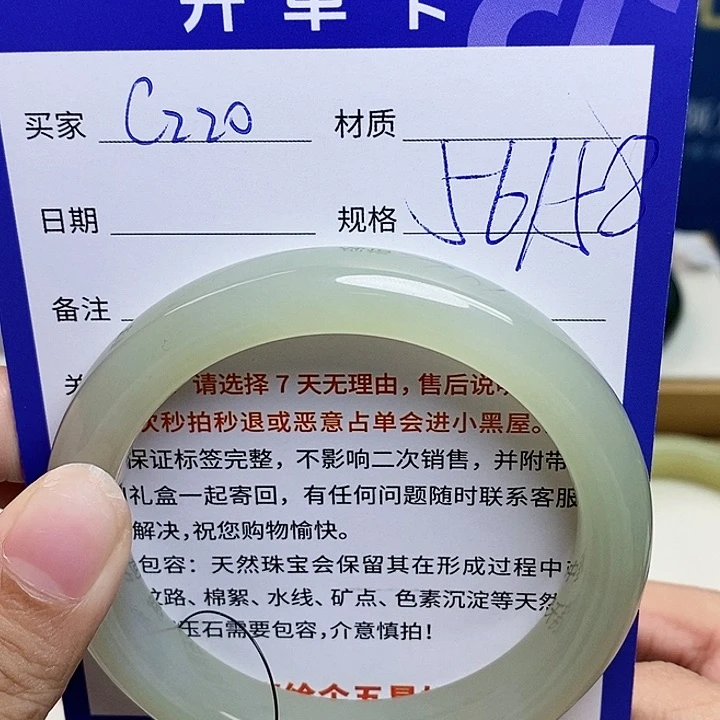 开单卡
买家 C220 材质
日期 规格 56/58
备注
请选择7天无理由，售后说
秒拍秒退或恶意占单会进小黑屋。
保证标签完整，不影响二次销售，并附带
礼盒一起寄回，有任何问题随时联系客服
解决,祝您购物愉快。
包容：天然珠宝会保留其在形成过程中
纹路、棉絮、水线、矿点、色素沉淀等天然
玉石需要包容,介意慎拍！
给个五星